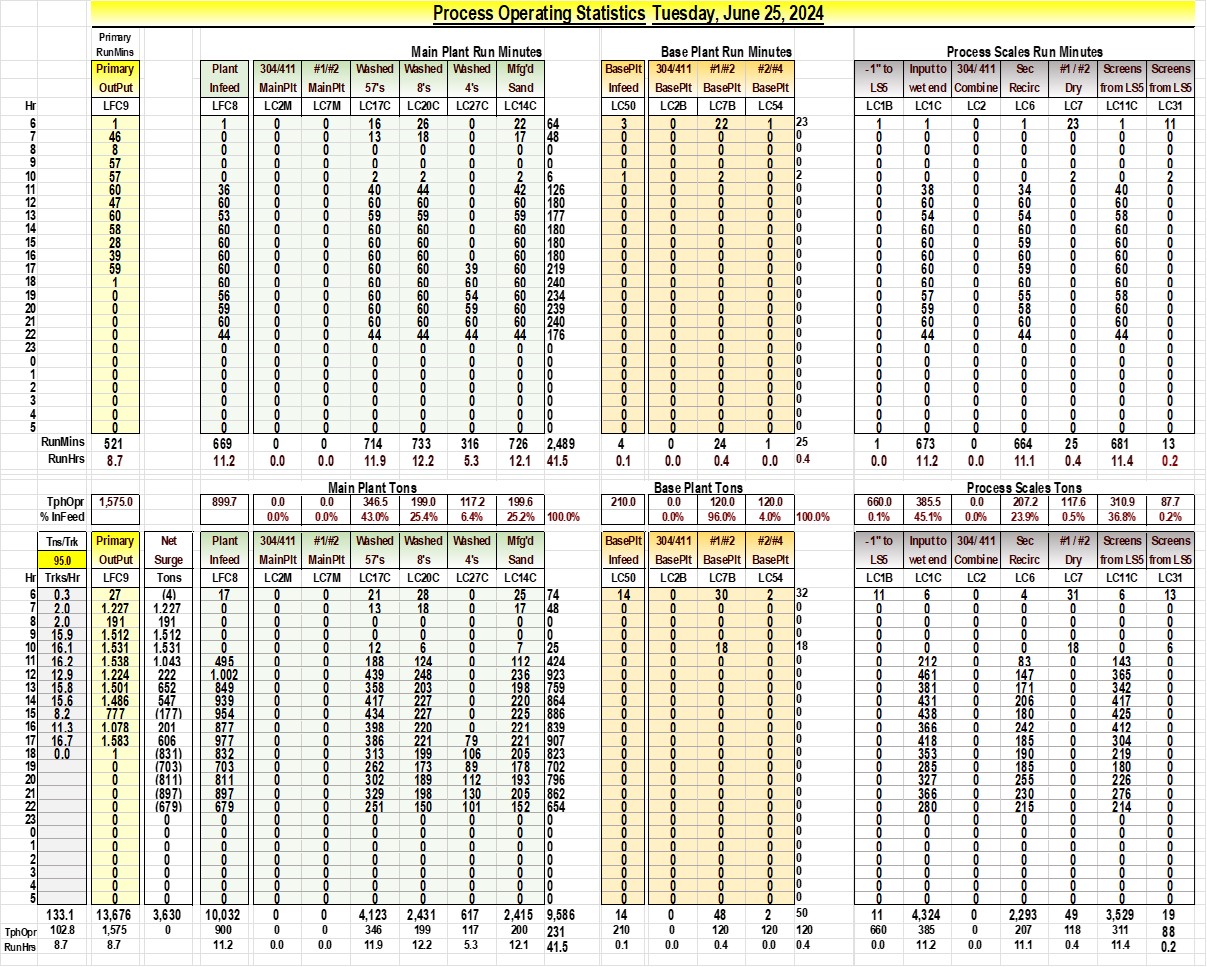 Process Operating Statistics Tuesday, June 25, 2024
Primary
RunMins Main Plant Run Minutes Base Plant Run Minutes Process Scales Run Minutes
Primary Plant 304/411 #1/#2 Washed Washed Washed Mfg'd BasePlt 304/411 #1/#2 #2/#4 -1" to Input to 304/411 Sec #1/#2 Screens Screens
OutPut Infeed MainPlt MainPlt 57's 8's 4's Sand Infeed BasePlt BasePlt BasePlt LS5 wet end Combine Recirc Dry from LS5 from LS5
Hr LFC9 LFC8 LC2M LC7M LC17C LC20C LC27C LC14C LC50 LC2B LC7B LC54 LC1B LC1C LC2 LC6 LC7 LC11C LC31
6 1 1 0 0 16 26 0 22 64 3 0 22 1 23 1 1 0 1 23 1 11
7 46 0 0 0 13 18 0 17 48 0 0 0 0 0 0 0 0 0 0 0 0
8 8 0 0 0 0 0 0 0 0 0 0 0 0 0 0 0 0 0 0 0 0
9 57 0 0 0 0 0 0 0 0 0 0 0 0 0 0 0 0 0 0 0 0
10 57 0 0 0 2 2 0 2 6 1 0 2 0 2 0 0 0 0 2 0 2
11 60 36 0 0 40 44 0 42 126 0 0 0 0 0 0 38 0 34 0 40 0
12 47 60 0 0 60 60 0 60 180 0 0 0 0 0 0 60 0 60 0 60 0
13 60 53 0 0 59 59 0 59 177 0 0 0 0 0 0 54 0 54 0 58 0
14 58 60 0 0 60 60 0 60 180 0 0 0 0 0 0 60 0 60 0 60 0
15 28 60 0 0 60 60 0 60 180 0 0 0 0 0 0 60 0 59 0 60 0
16 39 60 0 0 60 60 0 60 180 0 0 0 0 0 0 60 0 60 0 60 0
17 59 60 0 0 60 60 39 60 219 0 0 0 0 0 0 60 0 59 0 60 0
18 1 60 0 0 60 60 60 60 240 0 0 0 0 0 0 60 0 60 0 60 0
19 0 56 0 0 60 60 54 60 234 0 0 0 0 0 0 57 0 55 0 58 0
20 0 59 0 0 60 60 59 60 239 0 0 0 0 0 0 59 0 58 0 60 0
21 0 60 0 0 60 60 60 60 240 0 0 0 0 0 0 60 0 60 0 60 0
22 0 44 0 0 44 44 44 44 176 0 0 0 0 0 0 44 0 44 0 44 0
23 0 0 0 0 0 0 0 0 0 0 0 0 0 0 0 0 0 0 0 0 0
0 0 0 0 0 0 0 0 0 0 0 0 0 0 0 0 0 0 0 0 0 0
1 0 0 0 0 0 0 0 0 0 0 0 0 0 0 0 0 0 0 0 0 0
2 0 0 0 0 0 0 0 0 0 0 0 0 0 0 0 0 0 0 0 0 0
3 0 0 0 0 0 0 0 0 0 0 0 0 0 0 0 0 0 0 0 0 0
4 0 0 0 0 0 0 0 0 0 0 0 0 0 0 0 0 0 0 0 0 0
5 0 0 0 0 0 0 0 0 0 0 0 0 0 0 0 0 0 0 0 0 0
RunMins 521 669 0 0 714 733 316 726 2,489 4 0 24 1 25 1 673 0 664 25 681 13
RunHrs 8.7 11.2 0.0 0.0 11.9 12.2 5.3 12.1 41.5 0.1 0.0 0.4 0.0 0.4 0.0 11.2 0.0 11.1 0.4 11.4 0.2
Main Plant Tons Base Plant Tons Process Scales Tons
TphOpr 1,575.0 899.7 0.0 0.0 346.5 199.0 117.2 199.6 210.0 0.0 120.0 120.0 660.0 385.5 0.0 207.2 117.6 310.9 87.7
% InFeed 0.0% 0.0% 43.0% 25.4% 6.4% 25.2% 100.0% 0.0% 96.0% 4.0% 100.0% 0.1% 45.1% 0.0% 23.9% 0.5% 36.8% 0.2%
Tns/Trk Primary Net Plant 304/411 #1/#2 Washed Washed Washed Mfg'd BasePlt 304/411 #1/#2 #2/#4 -1" to Input to 304/411 Sec #1/#2 Screens Screens
95.0 OutPut Surge Infeed MainPlt MainPlt 57's 8's 4's Sand Infeed BasePlt BasePlt BasePlt LS5 wet end Combine Recirc Dry from LS5 from LS5
Hr Trks/Hr LFC9 Tons LFC8 LC2M LC7M LC17C LC20C LC27C LC14C LC50 LC2B LC7B LC54 LC1B LC1C LC2 LC6 LC7 LC11C LC31
6 0.3 27 (4) 17 0 0 21 28 0 25 74 14 0 30 2 32 11 6 0 4 31 6 13
7 2.0 1.227 1.227 0 0 0 13 18 0 17 48 0 0 0 0 0 0 0 0 0 0 0 0
8 2.0 191 191 0 0 0 0 0 0 0 0 0 0 0 0 0 0 0 0 0 0 0 0
9 15.9 1.512 1.512 0 0 0 0 0 0 0 0 0 0 0 0 0 0 0 0 0 0 0 0
10 16.1 1.531 1.531 0 0 0 12 6 0 7 25 0 0 18 0 18 0 0 0 0 18 0 6
11 16.2 1.538 1.043 495 0 0 188 124 0 112 424 0 0 0 0 0 0 212 0 83 0 143 0
12 12.9 1.224 222 1.002 0 0 439 248 0 236 923 0 0 0 0 0 0 461 0 147 0 365 0
13 15.8 1.501 652 849 0 0 358 203 0 198 759 0 0 0 0 0 0 381 0 171 0 342 0
14 15.6 1.486 547 939 0 0 417 227 0 220 864 0 0 0 0 0 0 431 0 206 0 417 0
15 8.2 777 (177) 954 0 0 434 227 0 225 886 0 0 0 0 0 0 438 0 180 0 425 0
16 11.3 1.078 201 877 0 0 398 220 0 221 839 0 0 0 0 0 0 366 0 242 0 412 0
17 16.7 1.583 606 977 0 0 386 221 79 221 907 0 0 0 0 0 0 418 0 185 0 304 0
18 0.0 1 (831) 832 0 0 313 199 106 205 823 0 0 0 0 0 0 353 0 190 0 219 0
19 0 (703) 703 0 0 262 173 89 178 702 0 0 0 0 0 0 285 0 185 0 180 0
20 0 (811) 811 0 0 302 189 112 193 796 0 0 0 0 0 0 327 0 255 0 226 0
21 0 (897) 897 0 0 329 198 130 205 862 0 0 0 0 0 0 366 0 230 0 276 0
22 0 (679) 679 0 0 251 150 101 152 654 0 0 0 0 0 0 280 0 215 0 214 0
23 0 0 0 0 0 0 0 0 0 0 0 0 0 0 0 0 0 0 0 0 0 0
0 0 0 0 0 0 0 0 0 0 0 0 0 0 0 0 0 0 0 0 0 0 0
1 0 0 0 0 0 0 0 0 0 0 0 0 0 0 0 0 0 0 0 0 0 0
2 0 0 0 0 0 0 0 0 0 0 0 0 0 0 0 0 0 0 0 0 0 0
3 0 0 0 0 0 0 0 0 0 0 0 0 0 0 0 0 0 0 0 0 0 0
4 0 0 0 0 0 0 0 0 0 0 0 0 0 0 0 0 0 0 0 0 0 0
5 0 0 0 0 0 0 0 0 0 0 0 0 0 0 0 0 0 0 0 0 0 0
133.1 13,676 3,630 10,032 0 0 4,123 2,431 617 2,415 9,586 14 0 48 2 50 11 4,324 0 2,293 49 3,529 19
TphOpr 102.8 1,575 0 900 0 0 346 199 117 200 231 210 0 120 120 120 660 385 0 207 118 311 88
RunHrs 8.7 8.7 11.2 0.0 0.0 11.9 12.2 5.3 12.1 41.5 0.1 0.0 0.4 0.0 0.4 0.0 11.2 0.0 11.1 0.4 11.4 0.2